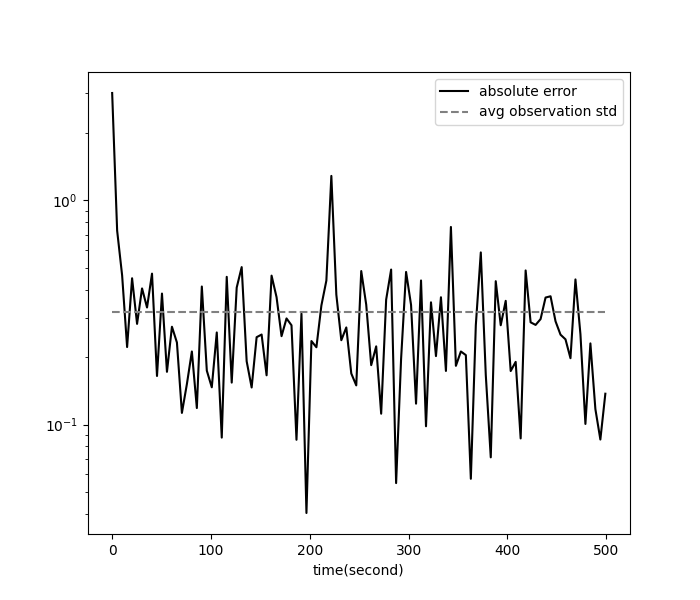 absolute error
avg observation std
10^0
10^-1
0 100 200 300 400 500
time(second)